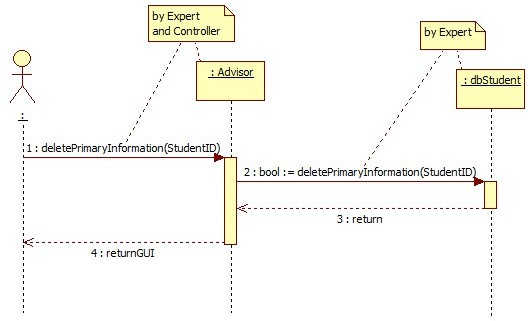 by Expert
and Controller
by Expert
: Advisor
: dbStudent
:
1 : deletePrimaryInformation(StudentID)
2 : bool := deletePrimaryInformation(StudentID)
3 : return
4 : returnGUI